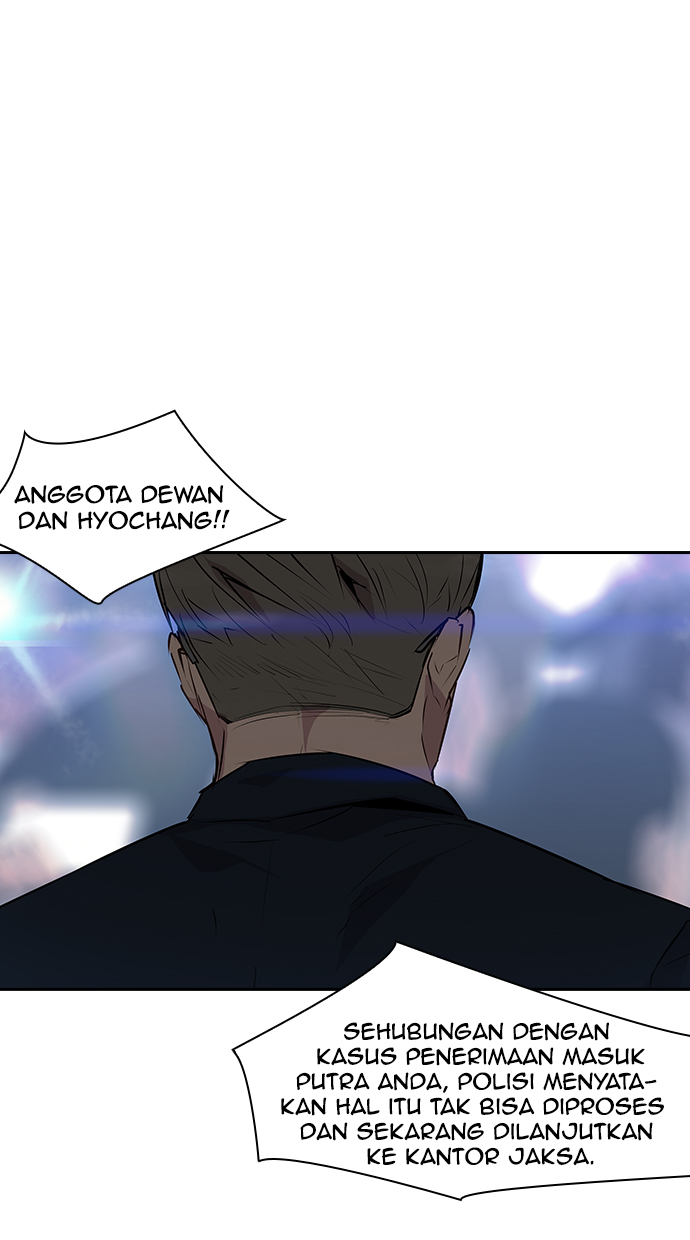 ANGGOTA DEWAN
DAN HYOCHANG!!
SEHUBUNGAN DENGAN
KASUS PENERIMAAN MASUK
PUTRA ANDA, POLISI MENYATA-
KAN HAL ITU TAK BISA DIPROSES
DAN SEKARANG DILANJUTKAN
KE KANTOR JAKSA.